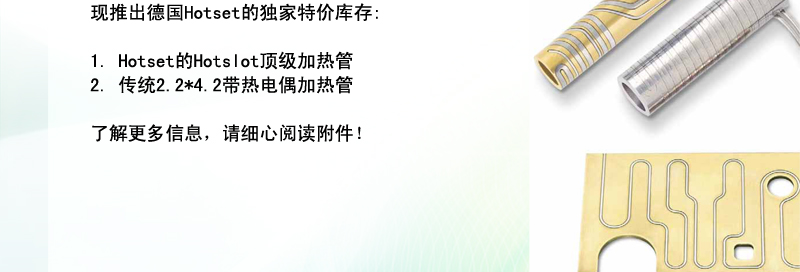 现推出德国Hotset的独家特价库存:
1. Hotset的Hotslot顶级加热管
2. 传统2.2*4.2带热电偶加热管
了解更多信息，请细心阅读附件!